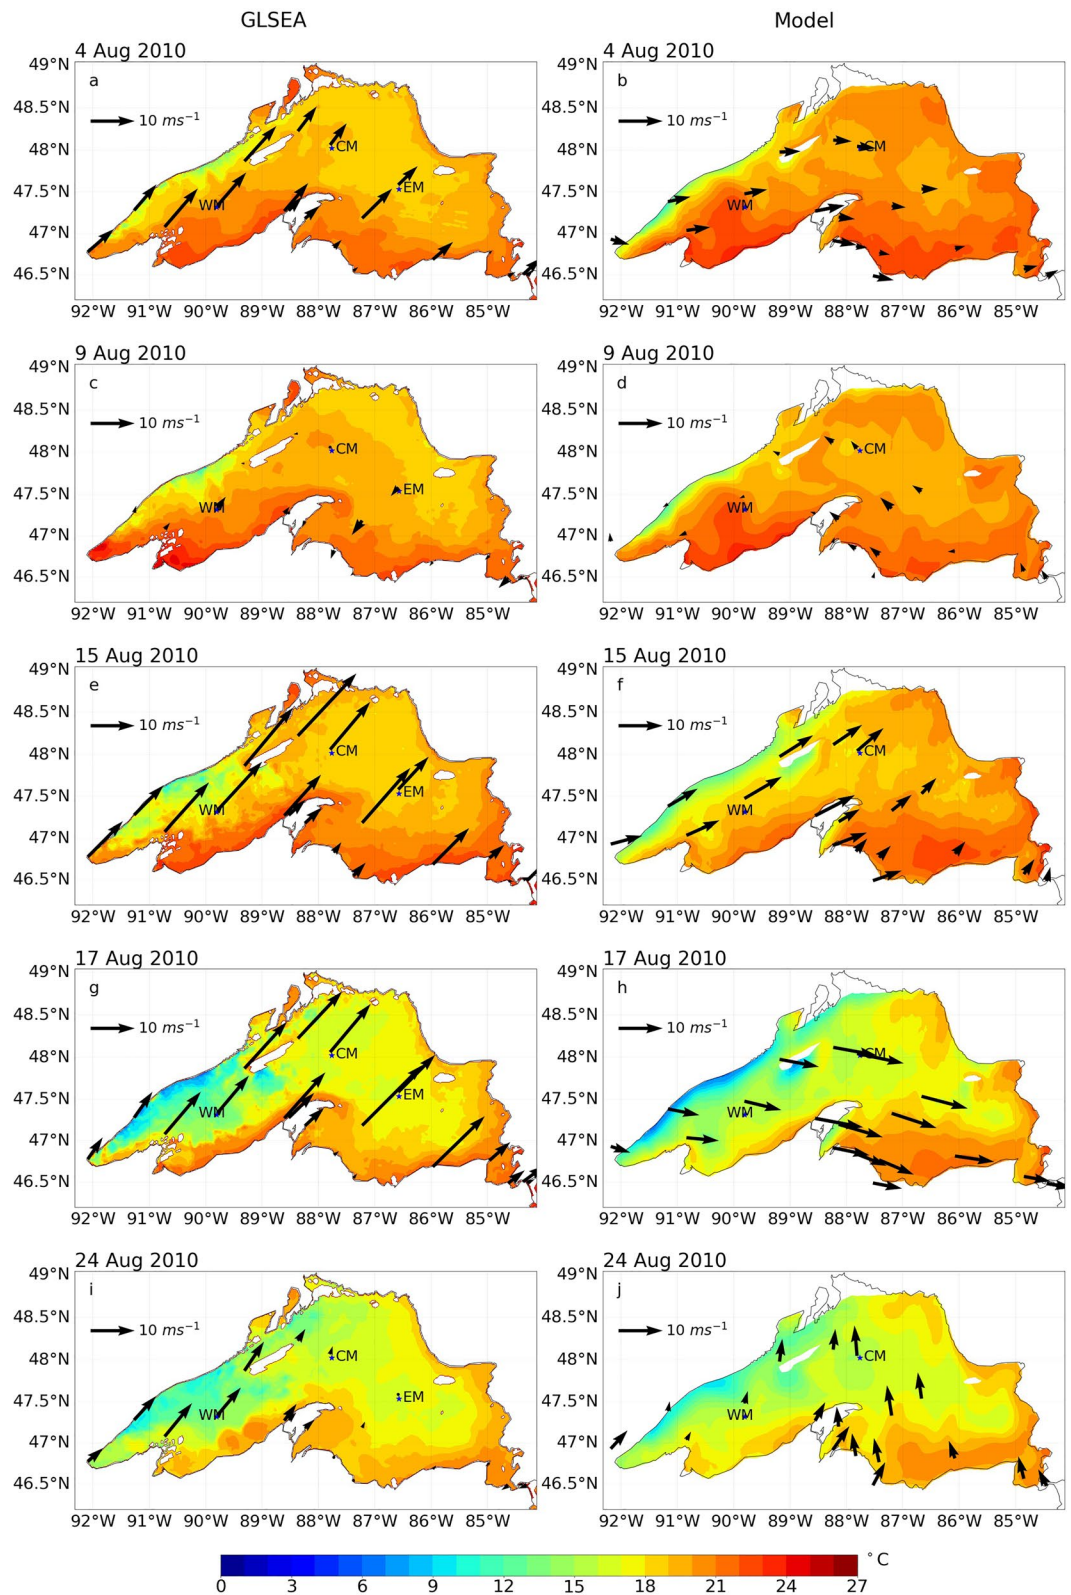 GLSEA Model
4 Aug 2010 4 Aug 2010
49°N 49°N
a b
48.5°N 48.5°N
10 ms⁻¹ 10 ms⁻¹
48°N CM 48°N CM
47.5°N EM 47.5°N
WM WM
47°N 47°N
46.5°N 46.5°N
92°W 91°W 90°W 89°W 88°W 87°W 86°W 85°W 92°W 91°W 90°W 89°W 88°W 87°W 86°W 85°W
9 Aug 2010 9 Aug 2010
49°N 49°N
c d
48.5°N 48.5°N
10 ms⁻¹ 10 ms⁻¹
48°N CM 48°N CM
47.5°N EM 47.5°N
WM WM
47°N 47°N
46.5°N 46.5°N
92°W 91°W 90°W 89°W 88°W 87°W 86°W 85°W 92°W 91°W 90°W 89°W 88°W 87°W 86°W 85°W
15 Aug 2010 15 Aug 2010
49°N 49°N
e f
48.5°N 48.5°N
10 ms⁻¹ 10 ms⁻¹
48°N CM 48°N CM
47.5°N EM 47.5°N
WM WM
47°N 47°N
46.5°N 46.5°N
92°W 91°W 90°W 89°W 88°W 87°W 86°W 85°W 92°W 91°W 90°W 89°W 88°W 87°W 86°W 85°W
17 Aug 2010 17 Aug 2010
49°N 49°N
g h
48.5°N 48.5°N
10 ms⁻¹ 10 ms⁻¹
48°N CM 48°N CM
47.5°N EM 47.5°N
WM WM
47°N 47°N
46.5°N 46.5°N
92°W 91°W 90°W 89°W 88°W 87°W 86°W 85°W 92°W 91°W 90°W 89°W 88°W 87°W 86°W 85°W
24 Aug 2010 24 Aug 2010
49°N 49°N
i j
48.5°N 48.5°N
10 ms⁻¹ 10 ms⁻¹
48°N CM 48°N CM
47.5°N EM 47.5°N
WM WM
47°N 47°N
46.5°N 46.5°N
92°W 91°W 90°W 89°W 88°W 87°W 86°W 85°W 92°W 91°W 90°W 89°W 88°W 87°W 86°W 85°W
°C
0 3 6 9 12 15 18 21 24 27